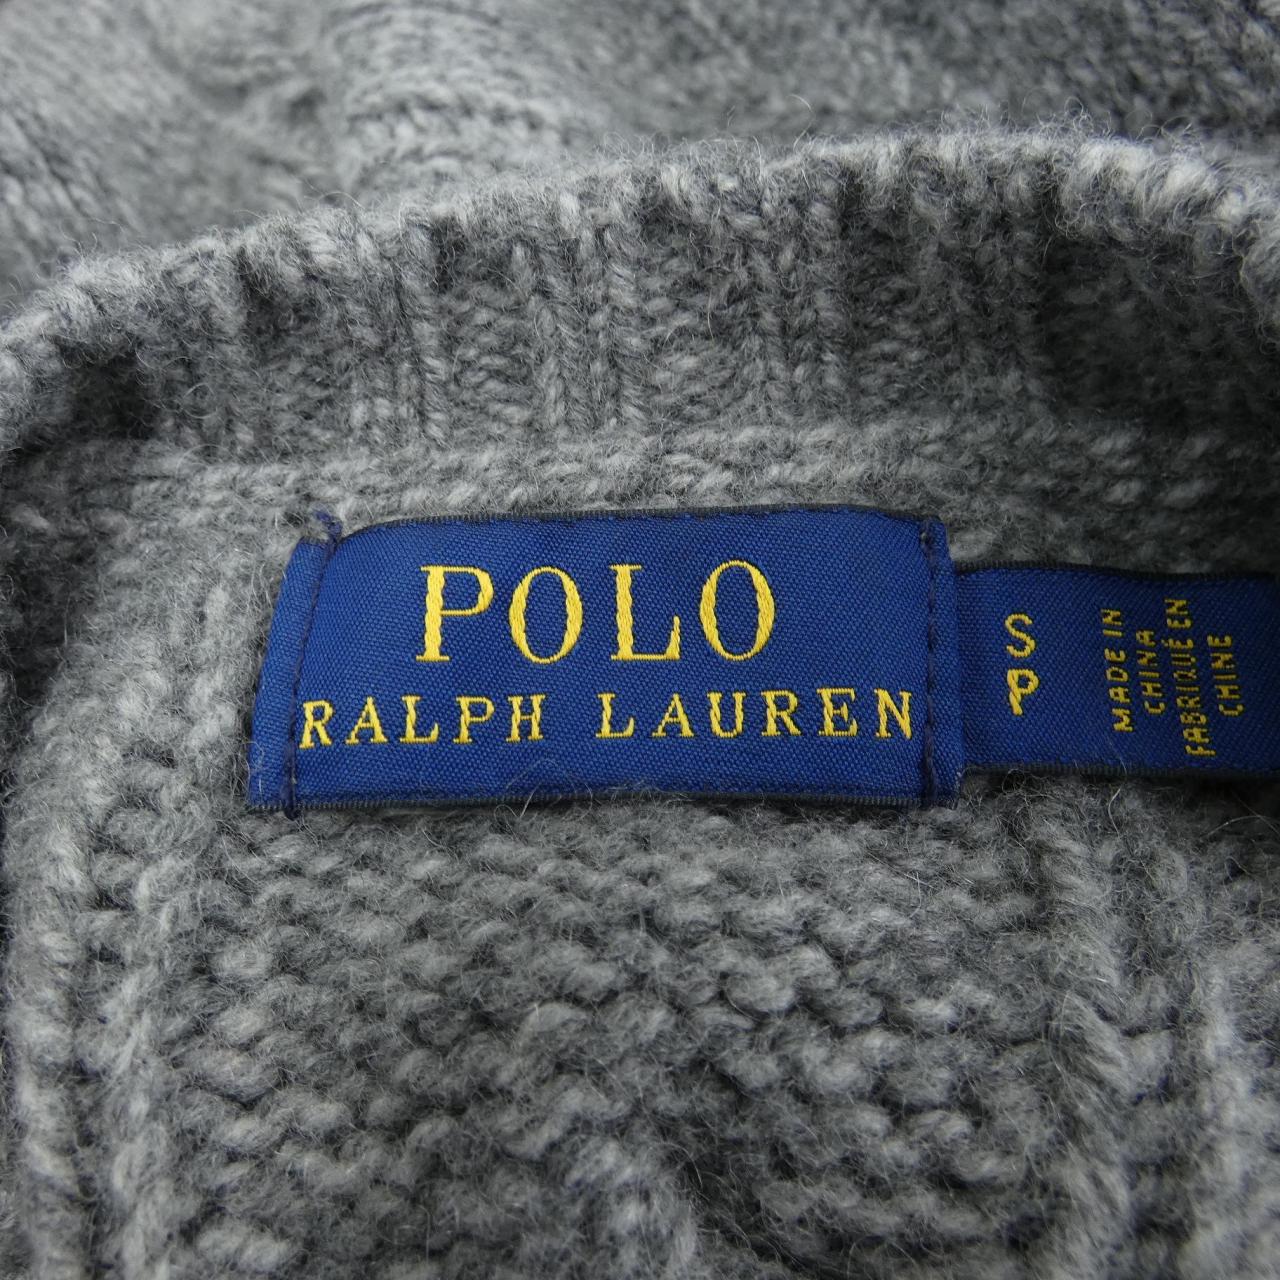 POLO
RALPH LAUREN
S
P
MADE IN
CHINA
FABRIQUÉ EN
CHINE